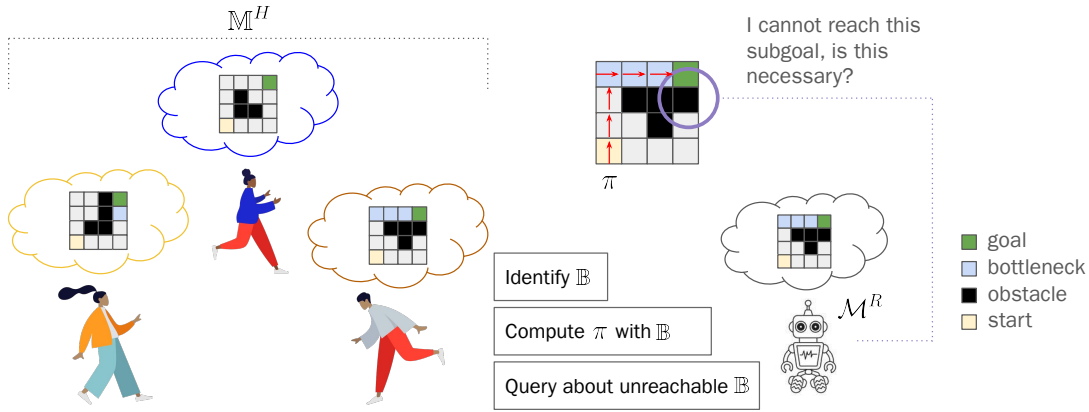 𝕄^H
I cannot reach this
subgoal, is this
necessary?
π
Identify 𝔹
Compute π with 𝔹
Query about unreachable 𝔹
ℳ^R
goal
bottleneck
obstacle
start